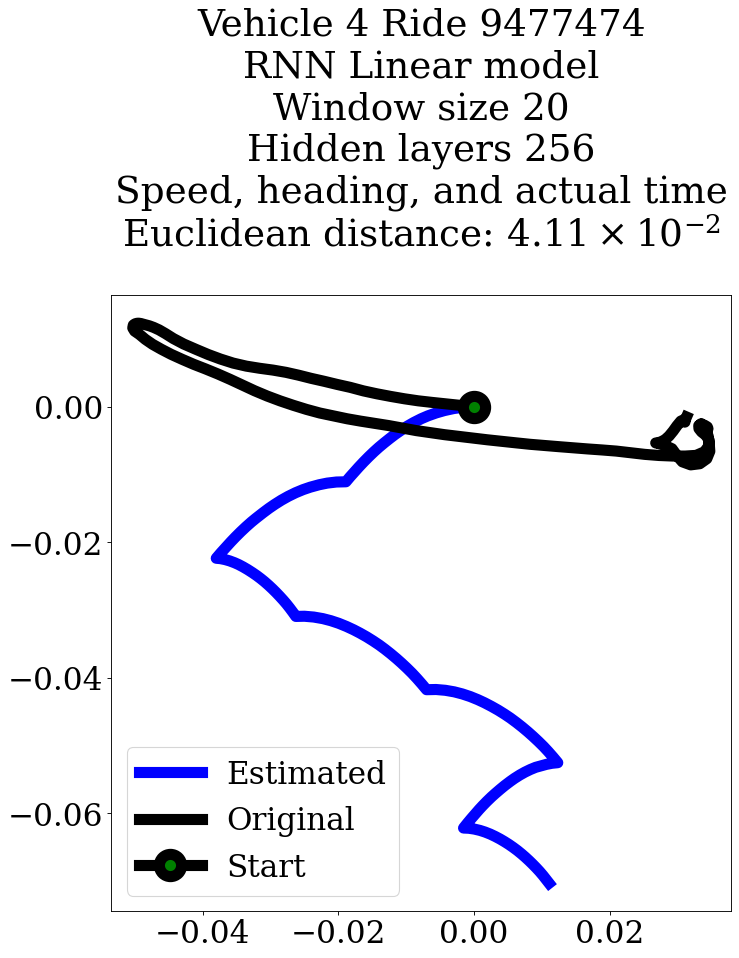 Vehicle 4 Ride 9477474
RNN Linear model
Window size 20
Hidden layers 256
Speed, heading, and actual time
Euclidean distance: 4.11 × 10⁻²
0.00
−0.02
−0.04
−0.06
Estimated
Original
Start
−0.04 −0.02 0.00 0.02